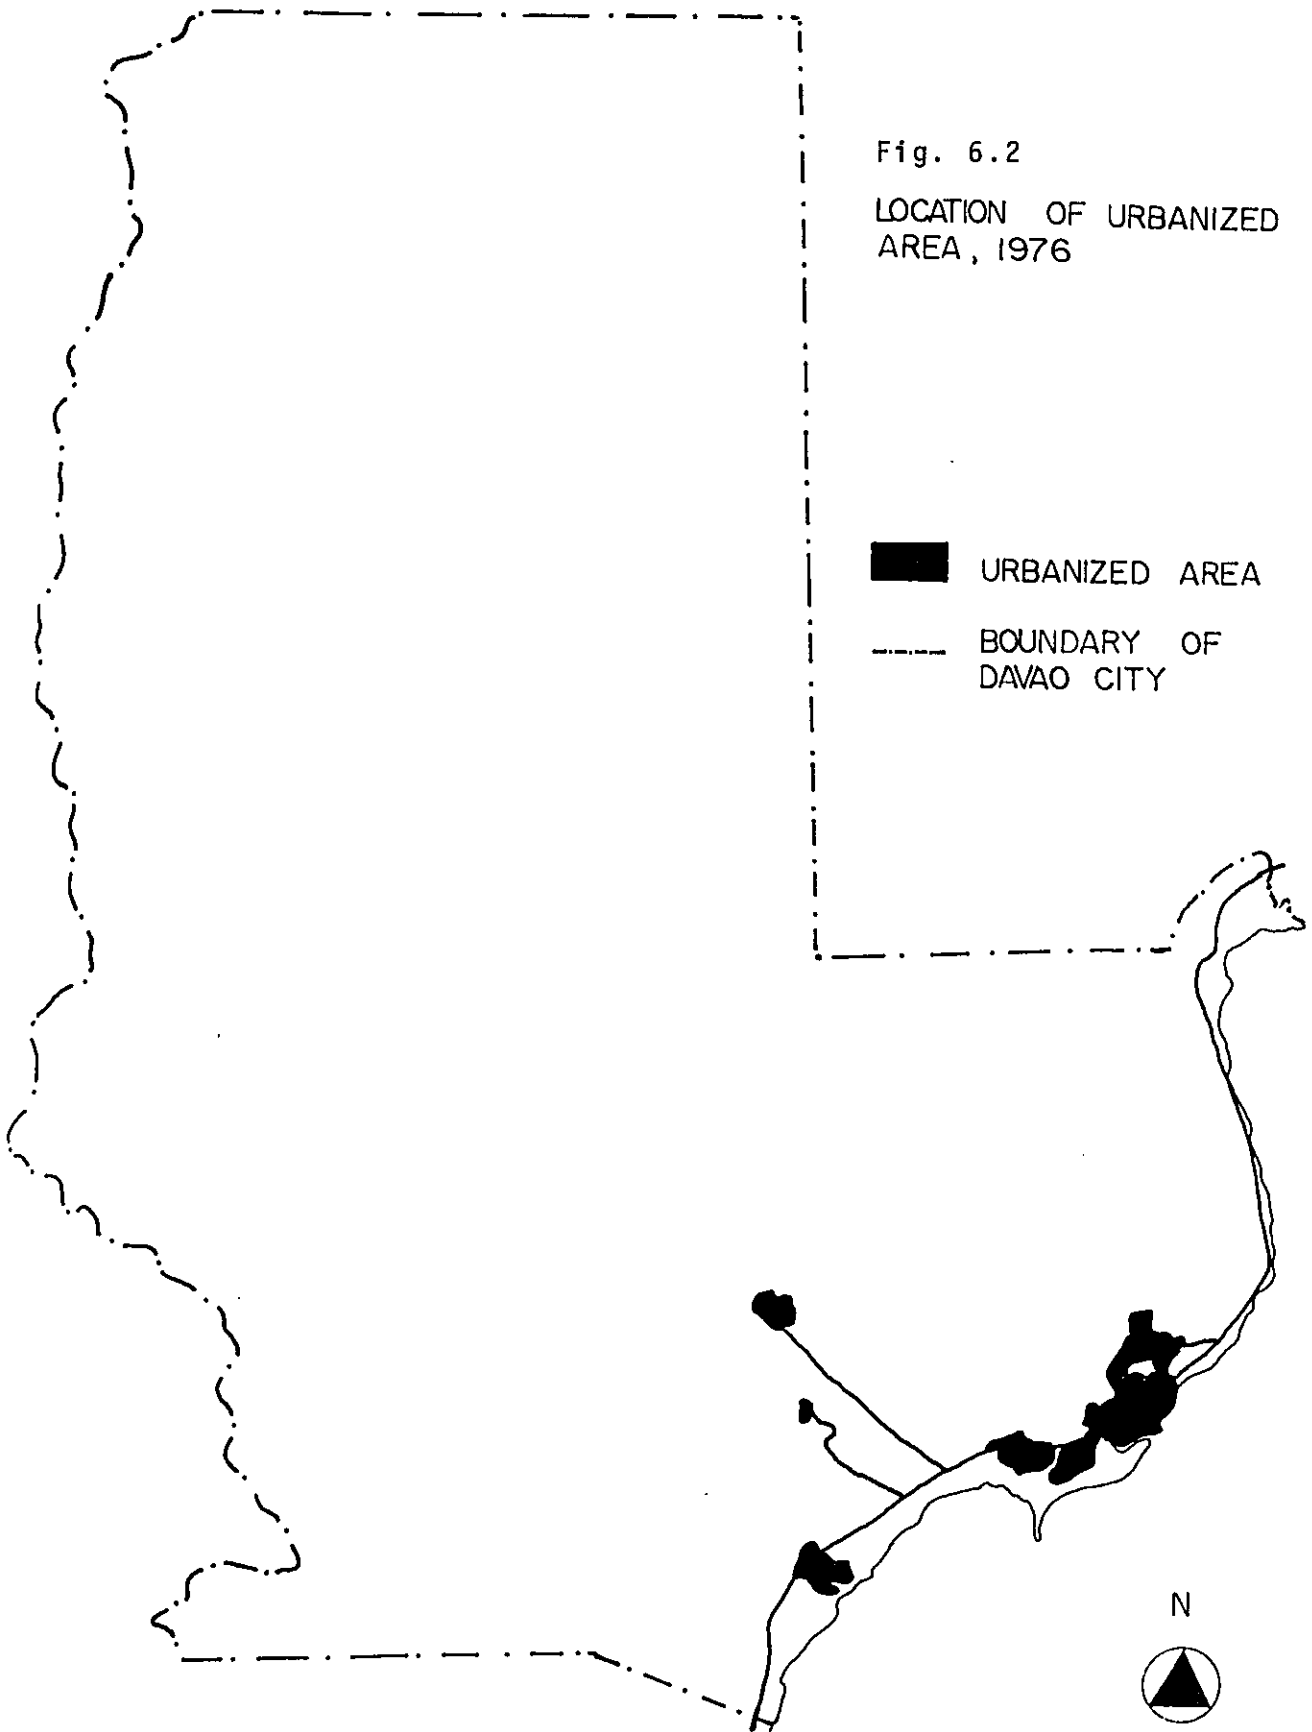 Fig. 6.2
LOCATION OF URBANIZED
AREA, 1976
URBANIZED AREA
BOUNDARY OF
DAVAO CITY
N